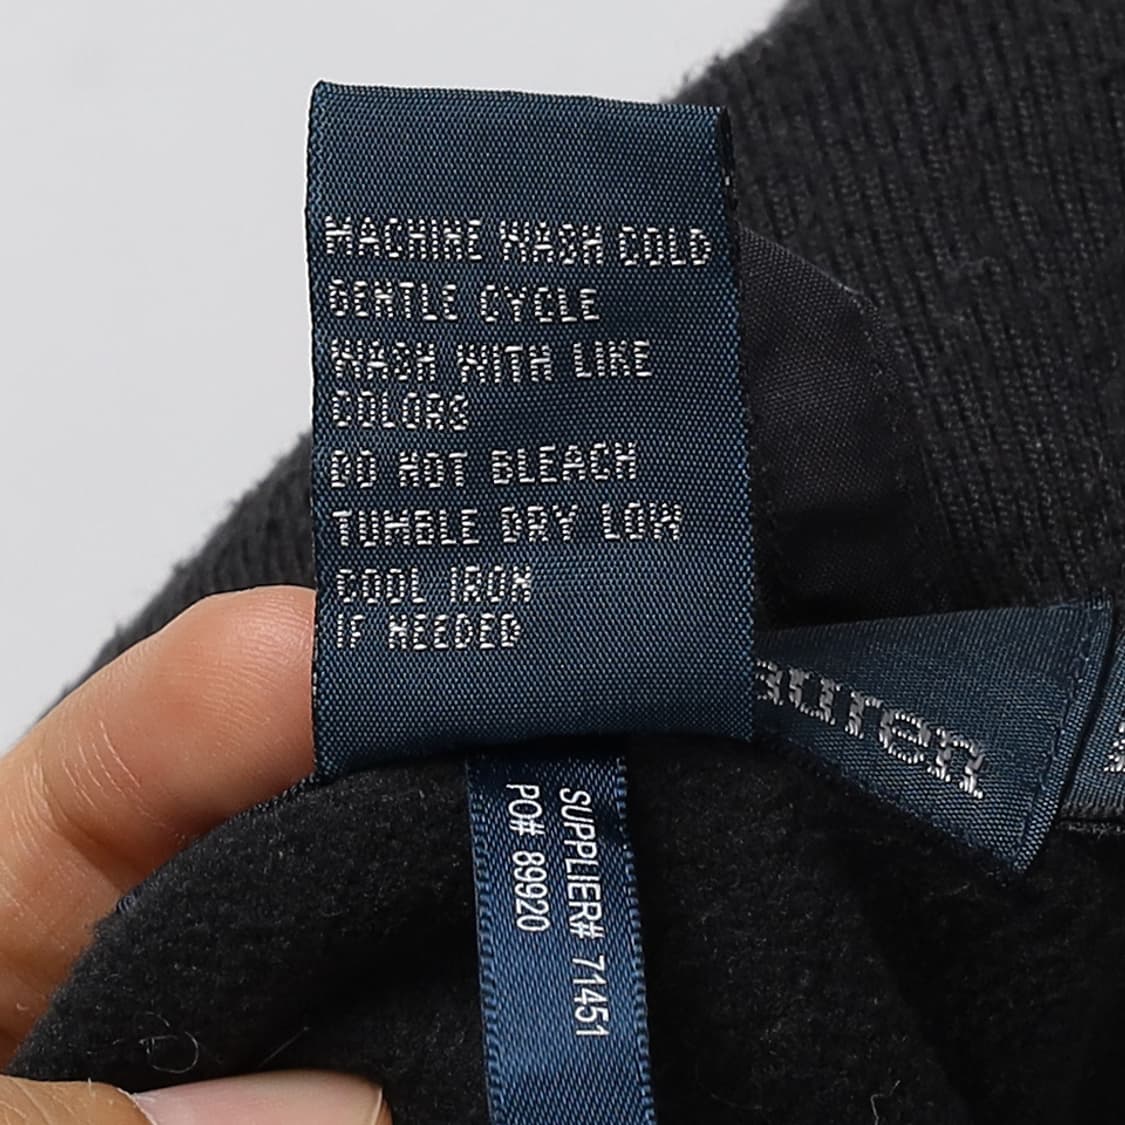 MACHINE WASH COLD
GENTLE CYCLE
WASH WITH LIKE
COLORS
DO NOT BLEACH
TUMBLE DRY LOW
COOL IRON
IF NEEDED
auren
SUPPLIER# 71451
PO# 89920